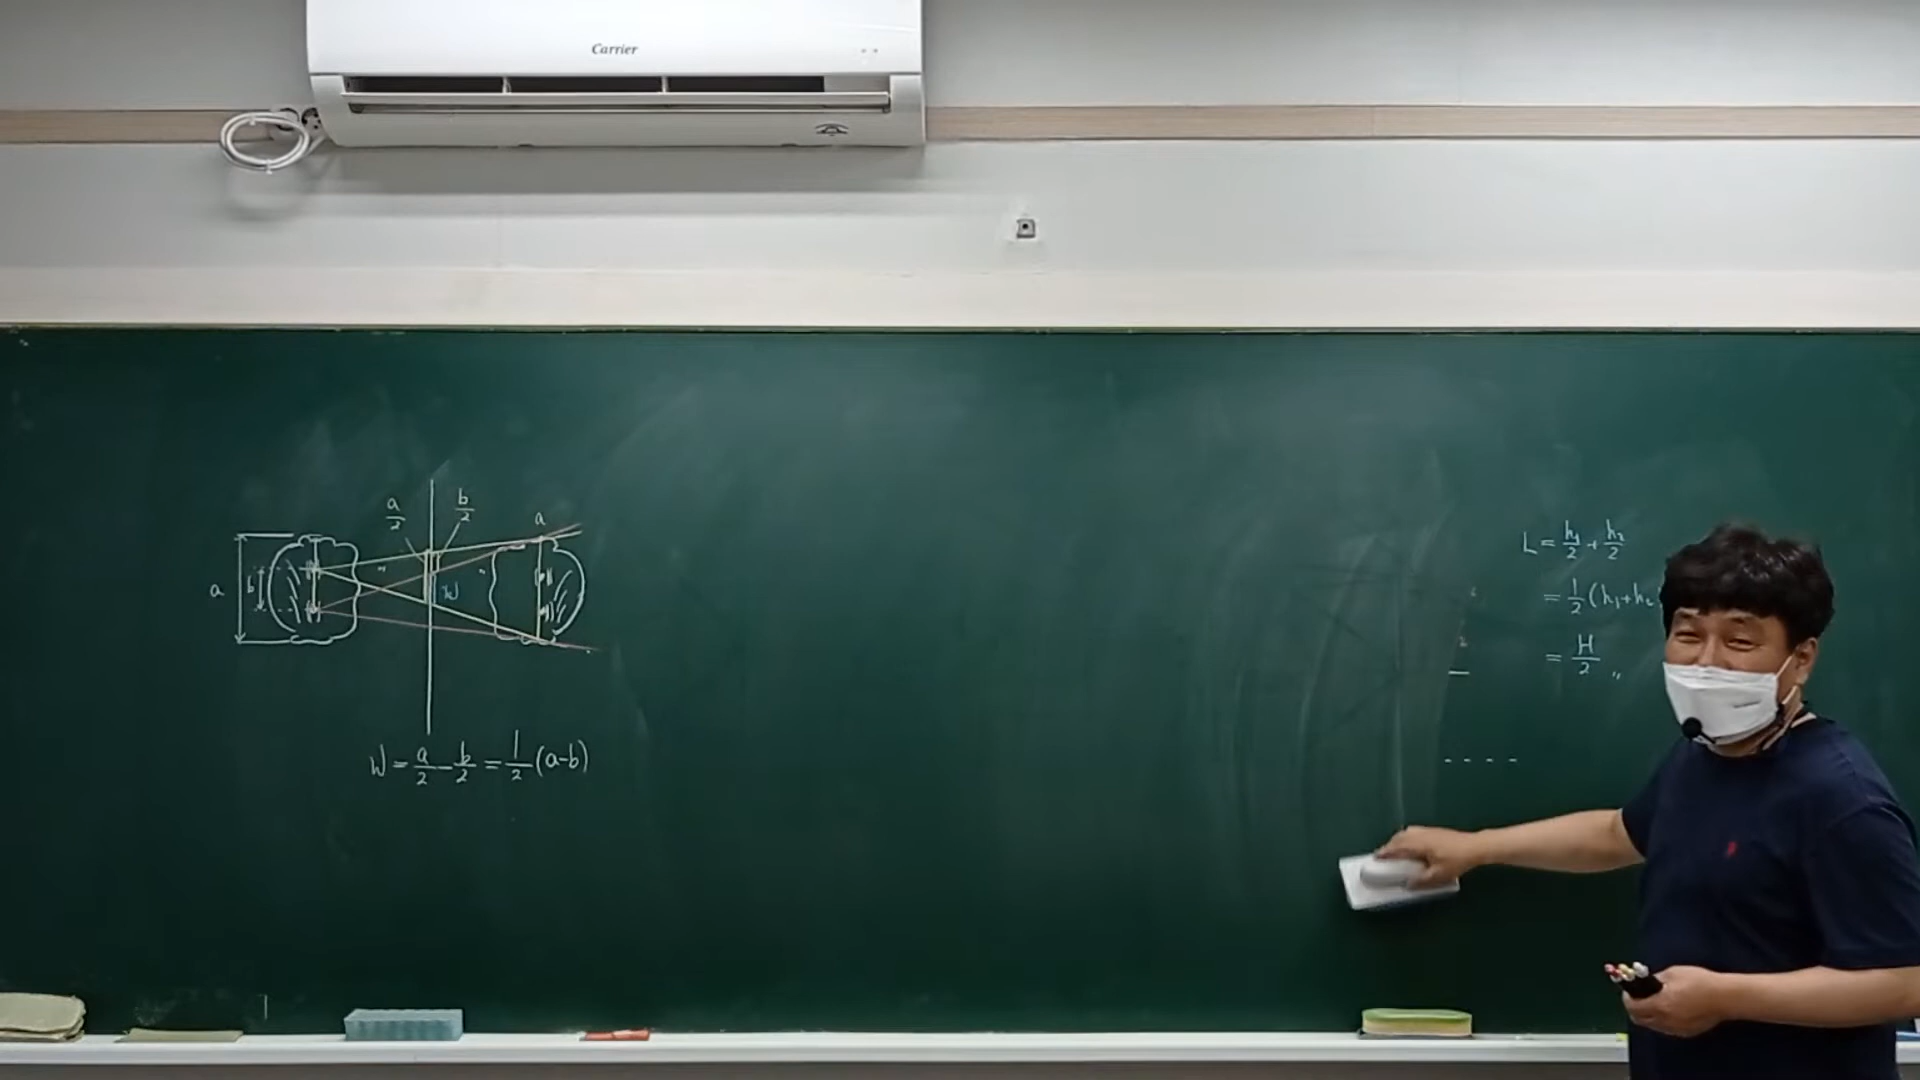 Carrier
a/2
b/2
a
a
b
W
W = a/2 - b/2 = 1/2 (a-b)
L = h₁/2 + h₂/2
= 1/2 (h₁+h₂
= H/2 〃